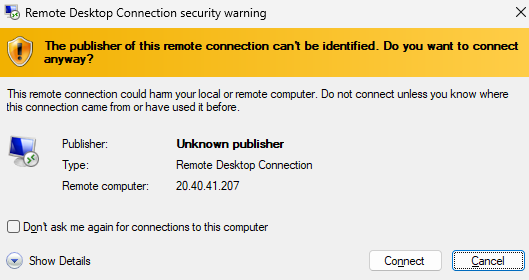 Remote Desktop Connection security warning
The publisher of this remote connection can't be identified. Do you want to connect
anyway?
This remote connection could harm your local or remote computer. Do not connect unless you know where
this connection came from or have used it before.
Publisher: Unknown publisher
Type: Remote Desktop Connection
Remote computer: 20.40.41.207
Don't ask me again for connections to this computer
Show Details Connect Cancel